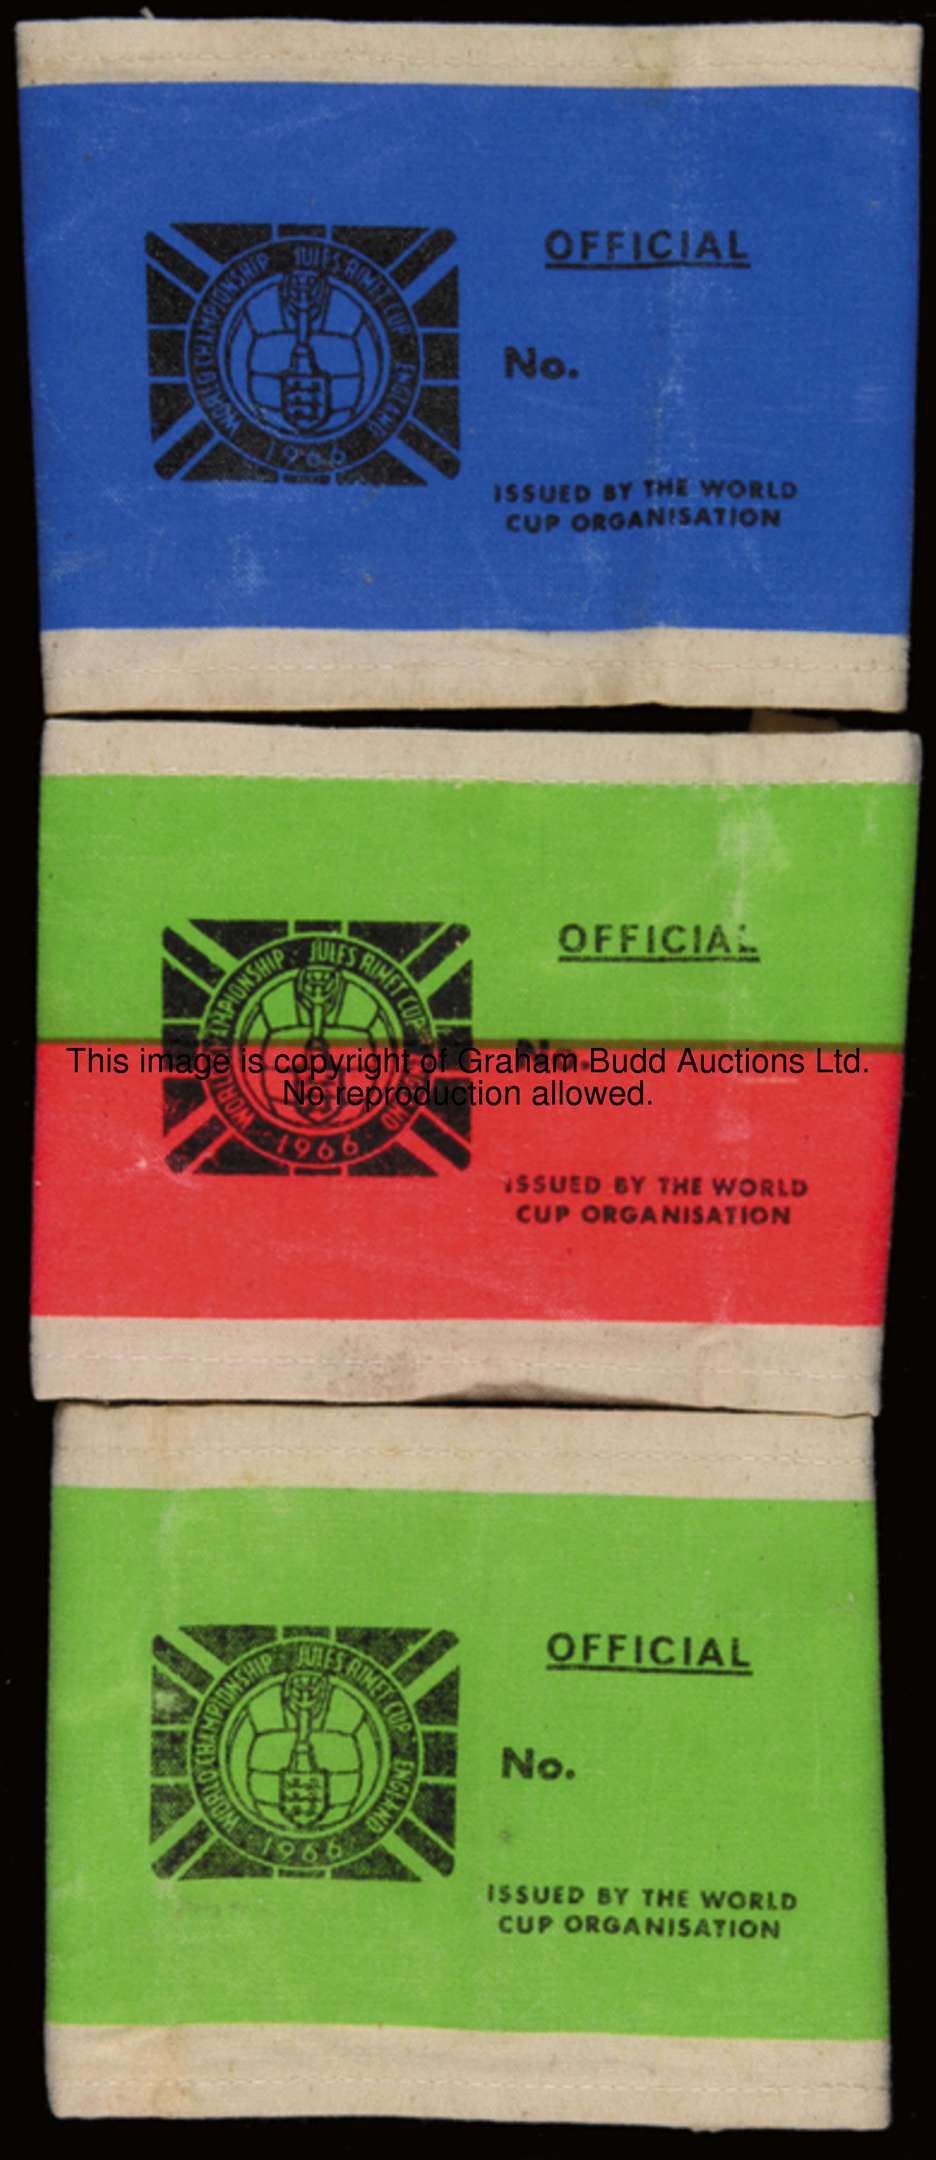 WORLD CHAMPIONSHIP · JULES RIMET CUP · ENGLAND
1966
OFFICIAL
No.
ISSUED BY THE WORLD
CUP ORGANISATION
WORLD CHAMPIONSHIP · JULES RIMET CUP
1966
OFFICIAL
No.
This image is copyright of Graham Budd Auctions Ltd.
No reproduction allowed.
ISSUED BY THE WORLD
CUP ORGANISATION
WORLD CHAMPIONSHIP · JULES RIMET CUP · ENGLAND
1966
OFFICIAL
No.
ISSUED BY THE WORLD
CUP ORGANISATION